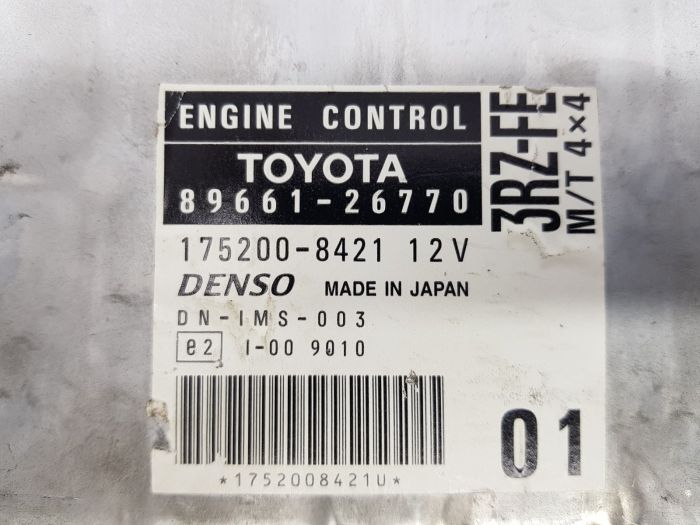 ENGINE CONTROL
TOYOTA
89661-26770
3RZ-FE
M/T 4×4
175200-8421 12V
DENSO MADE IN JAPAN
DN-IMS-003
e2 I-00 9010
*1752008421U*
01